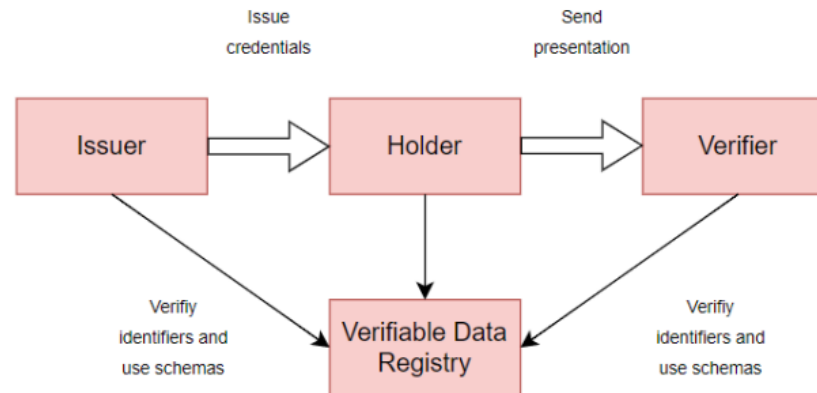 Issue
credentials
Send
presentation
Issuer
Holder
Verifier
Verifiy
identifiers and
use schemas
Verifiable Data
Registry
Verifiy
identifiers and
use schemas